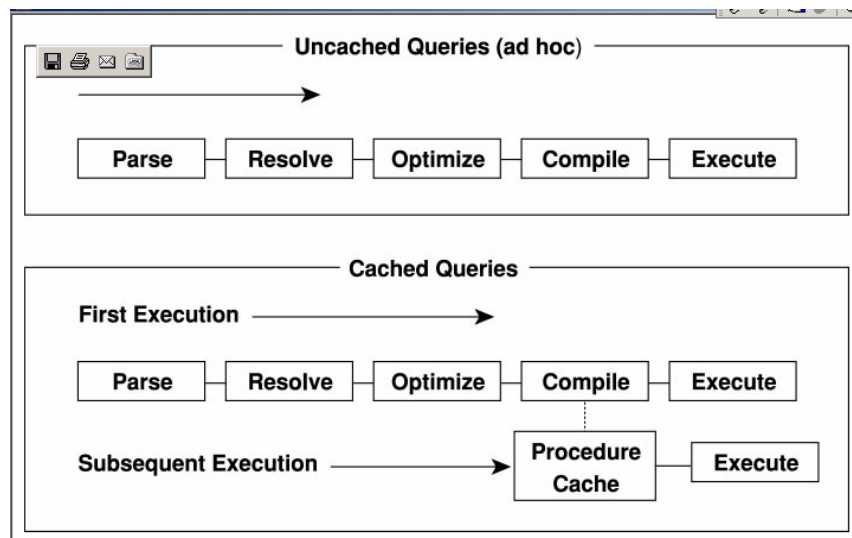 Uncached Queries (ad hoc)
Parse Resolve Optimize Compile Execute
Cached Queries
First Execution
Parse Resolve Optimize Compile Execute
Subsequent Execution
Procedure
Cache
Execute